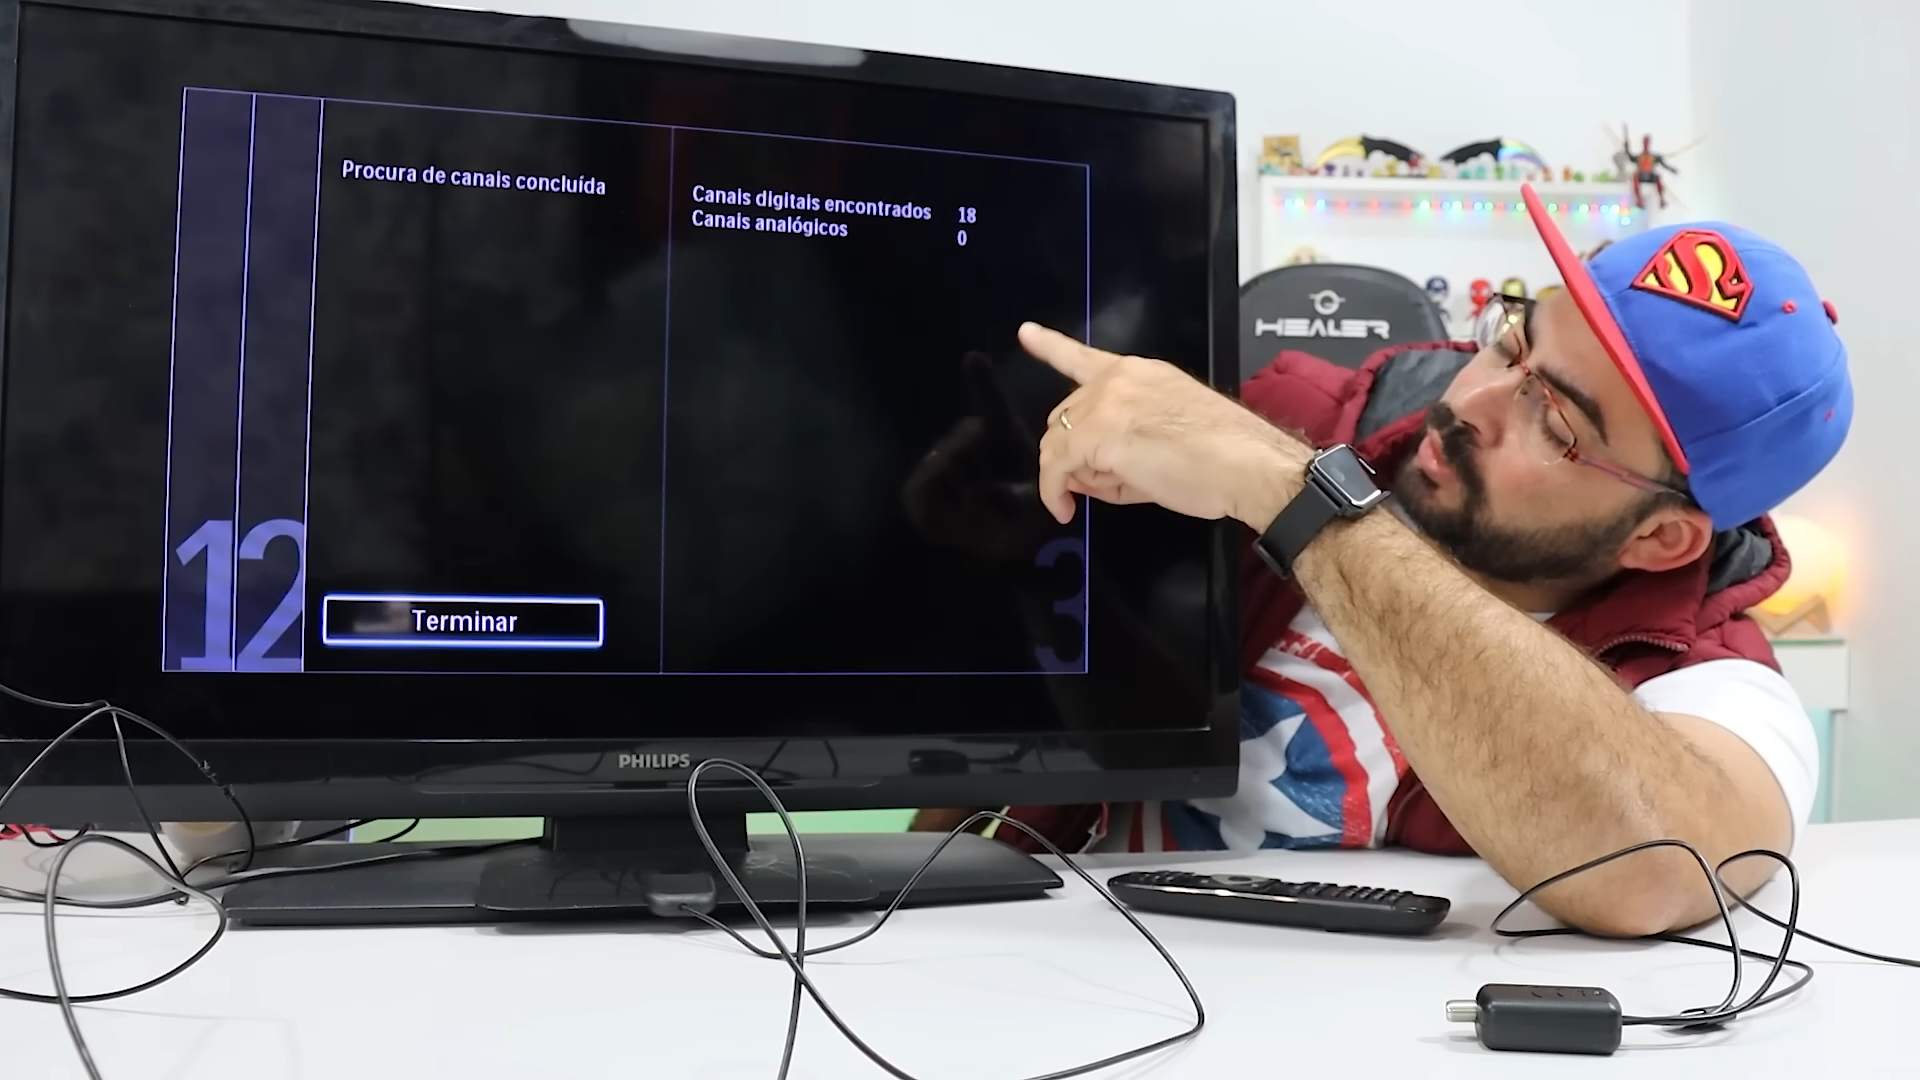 Procura de canais concluída
Canais digitais encontrados 18
Canais analógicos 0
12
3
Terminar
PHILIPS
HEALER
S